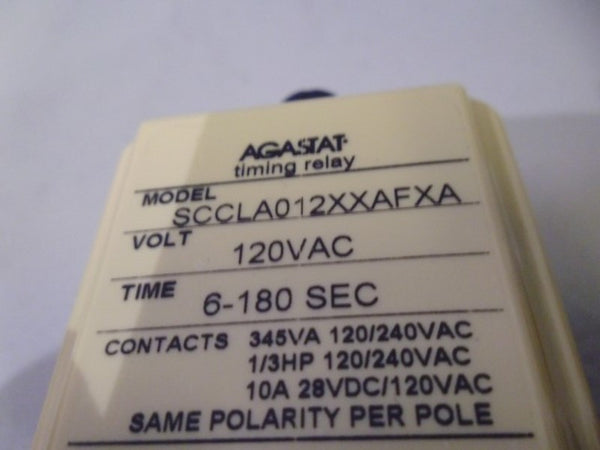 AGASTAT
timing relay
MODEL SCCLA012XXAFXA
VOLT 120VAC
TIME 6-180 SEC
CONTACTS 345VA 120/240VAC
1/3HP 120/240VAC
10A 28VDC/120VAC
SAME POLARITY PER POLE